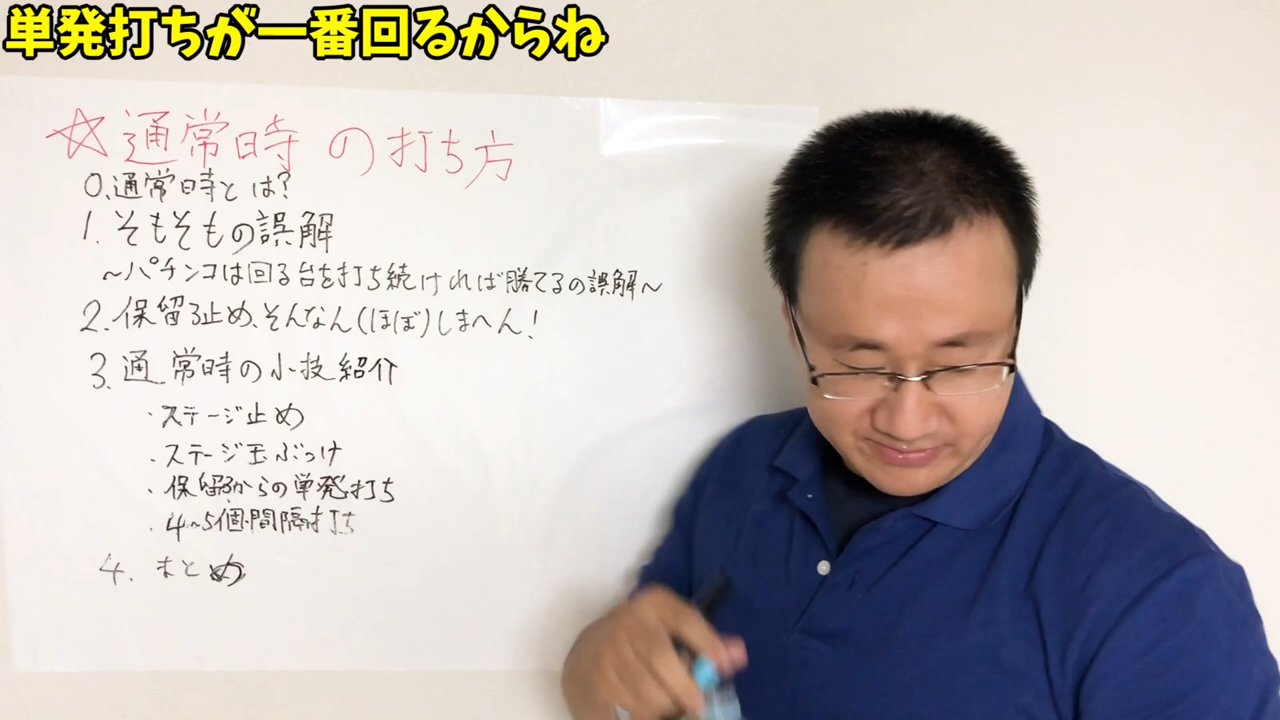 単発打ちが一番回るからね
☆通常時の打ち方
0.通常時とは?
1.そもそもの誤解
~パチンコは回る台を打ち続ければ勝てるの誤解~
2.保留3止め、そんなん(ほぼ)しまへん!
3.通常時の小技紹介
・ステージ止め
・ステージ玉ぶつけ
・保留3からの単発打ち
・4~5個間隔打ち
4.まとめ